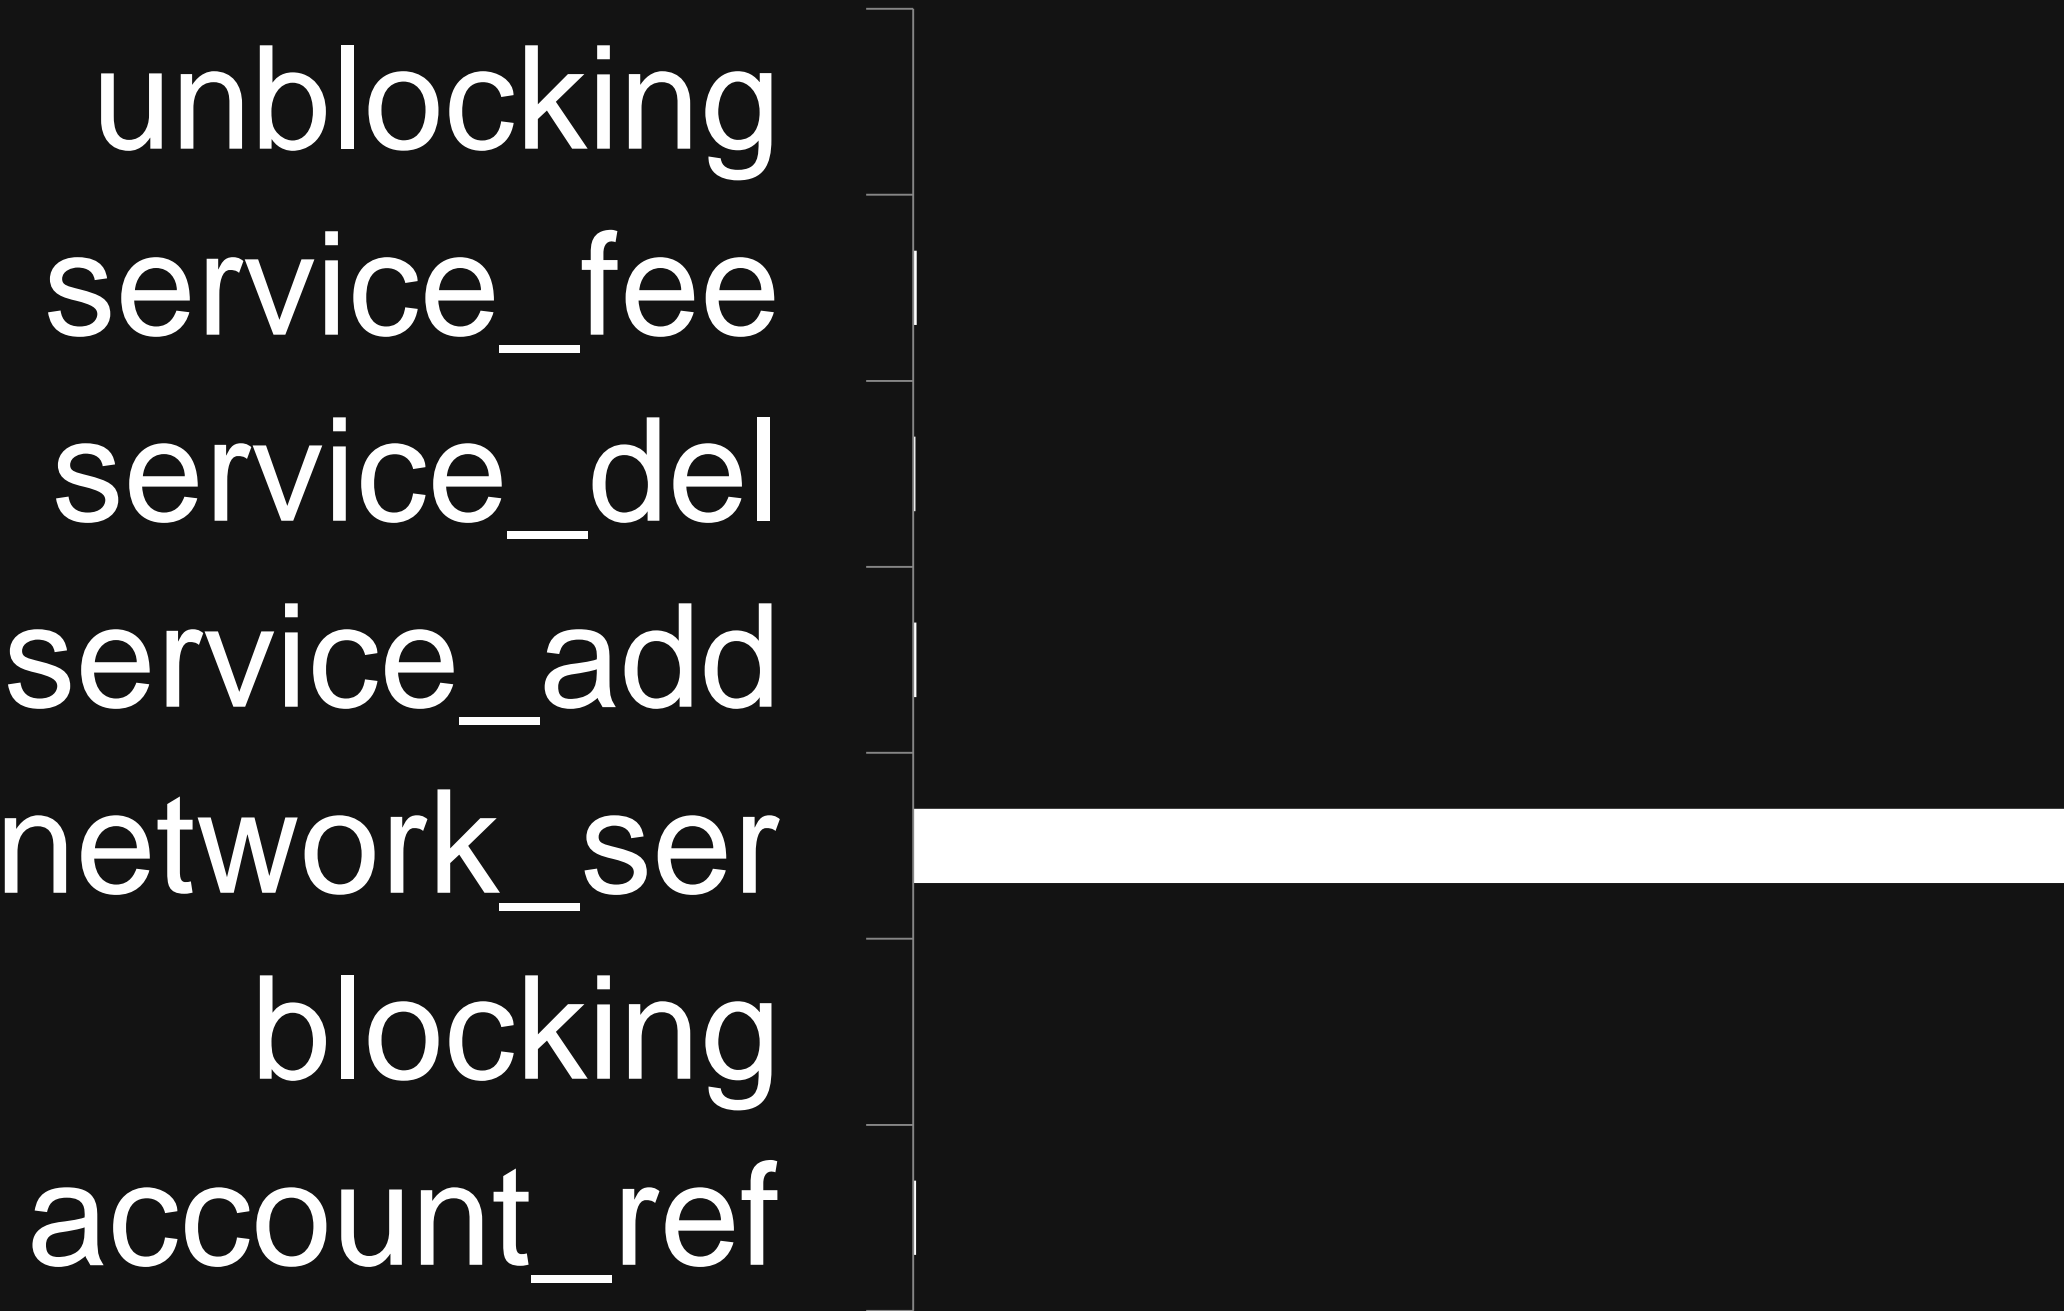 unblocking
service_fee
service_del
service_add
network_ser
blocking
account_ref